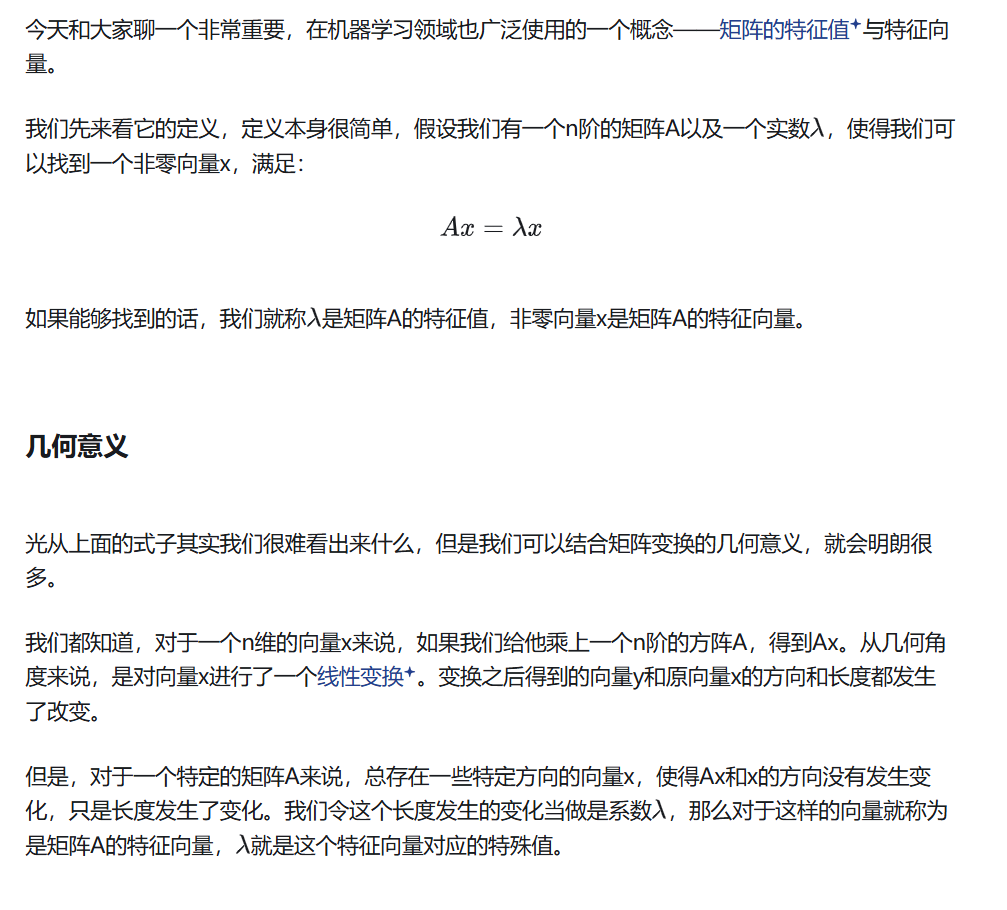 今天和大家聊一个非常重要，在机器学习领域也广泛使用的一个概念——矩阵的特征值与特征向
量。
我们先来看它的定义，定义本身很简单，假设我们有一个n阶的矩阵A以及一个实数λ，使得我们可
以找到一个非零向量x，满足：
Ax = λx
如果能够找到的话，我们就称λ是矩阵A的特征值，非零向量x是矩阵A的特征向量。
几何意义
光从上面的式子其实我们很难看出来什么，但是我们可以结合矩阵变换的几何意义，就会明朗很
多。
我们都知道，对于一个n维的向量x来说，如果我们给他乘上一个n阶的方阵A，得到Ax。从几何角
度来说，是对向量x进行了一个线性变换。变换之后得到的向量y和原向量x的方向和长度都发生
了改变。
但是，对于一个特定的矩阵A来说，总存在一些特定方向的向量x，使得Ax和x的方向没有发生变
化，只是长度发生了变化。我们令这个长度发生的变化当做是系数λ，那么对于这样的向量就称为
是矩阵A的特征向量，λ就是这个特征向量对应的特殊值。